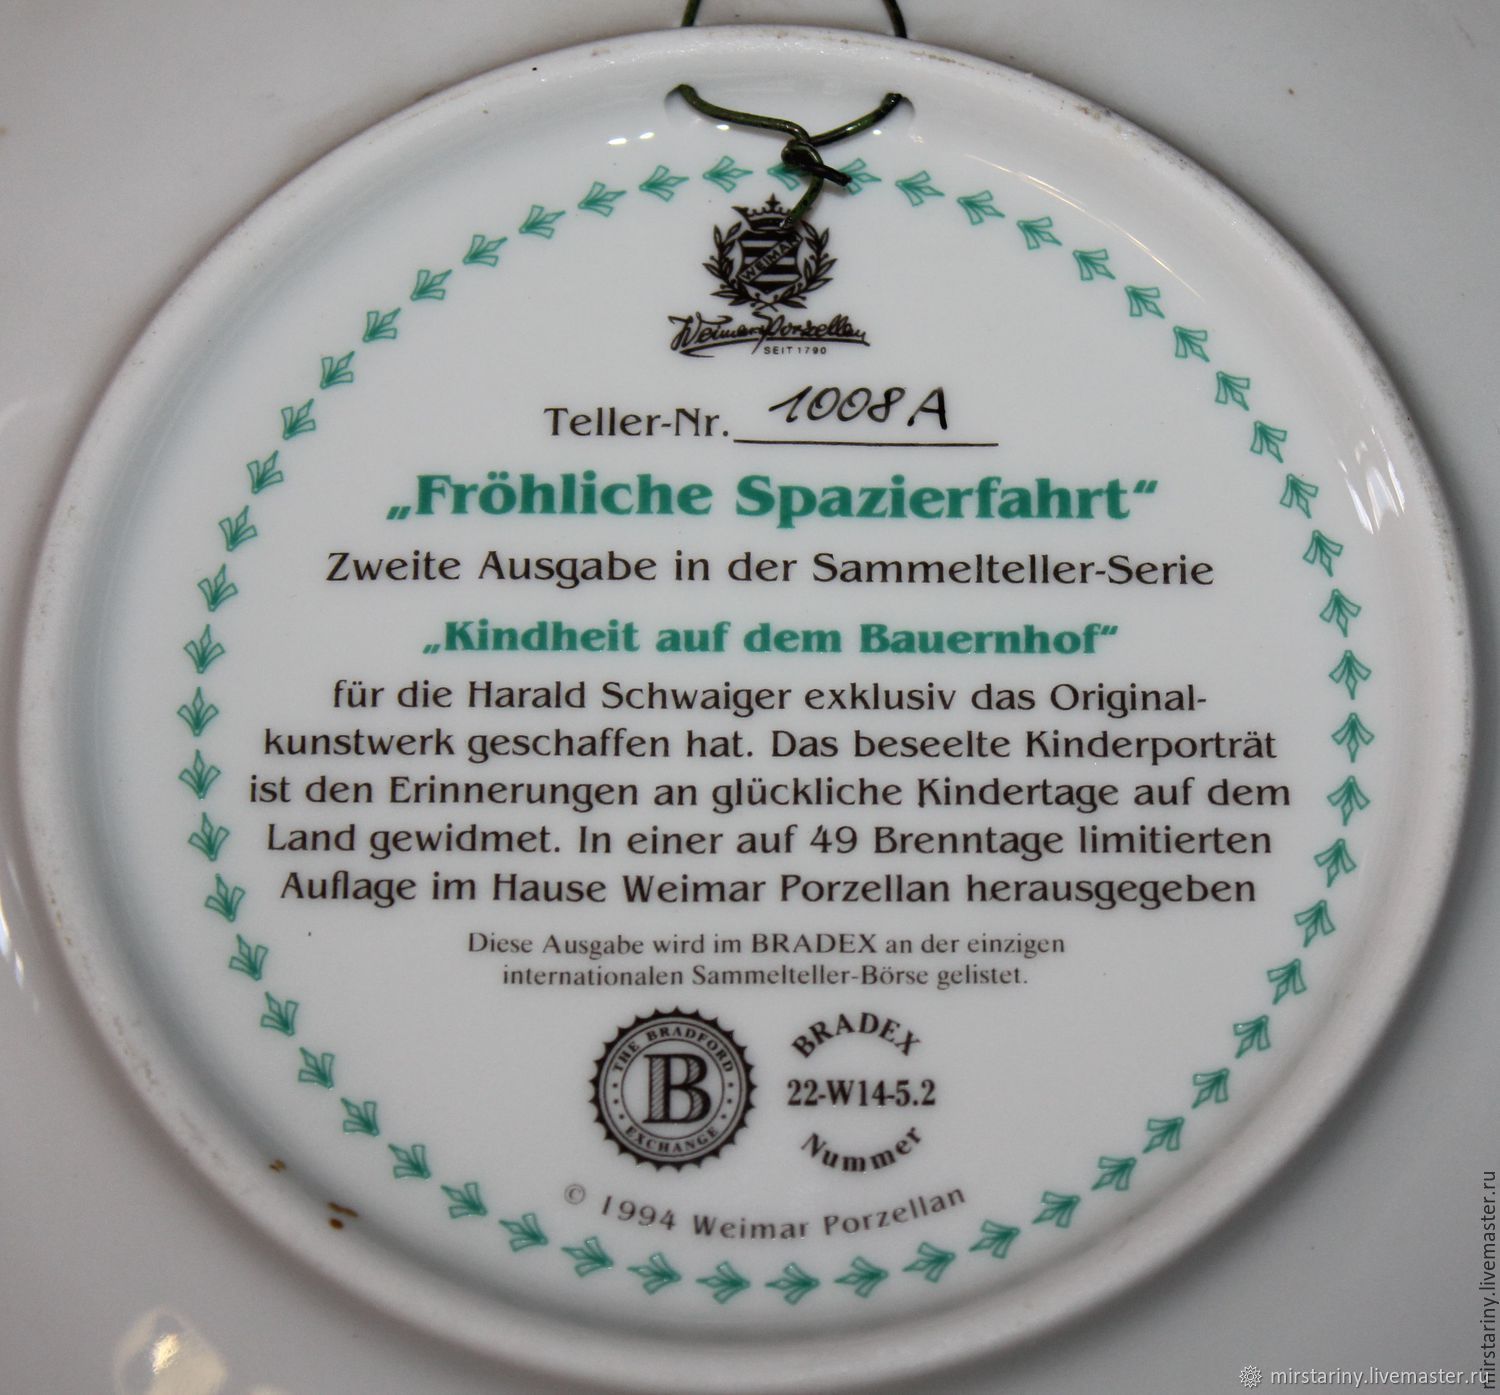 WEIMAR
Weimar Porzellan
SEIT 1790
Teller-Nr. 1008A
„Fröhliche Spazierfahrt“
Zweite Ausgabe in der Sammelteller-Serie
„Kindheit auf dem Bauernhof“
für die Harald Schwaiger exklusiv das Original-
kunstwerk geschaffen hat. Das beseelte Kinderporträt
ist den Erinnerungen an glückliche Kindertage auf dem
Land gewidmet. In einer auf 49 Brenntage limitierten
Auflage im Hause Weimar Porzellan herausgegeben
Diese Ausgabe wird im BRADEX an der einzigen
internationalen Sammelteller-Börse gelistet.
THE BRADFORD
B
EXCHANGE
BRADEX
22-W14-5.2
Nummer
© 1994 Weimar Porzellan
mirstariny.livemaster.ru
mirstariny.livemaster.ru